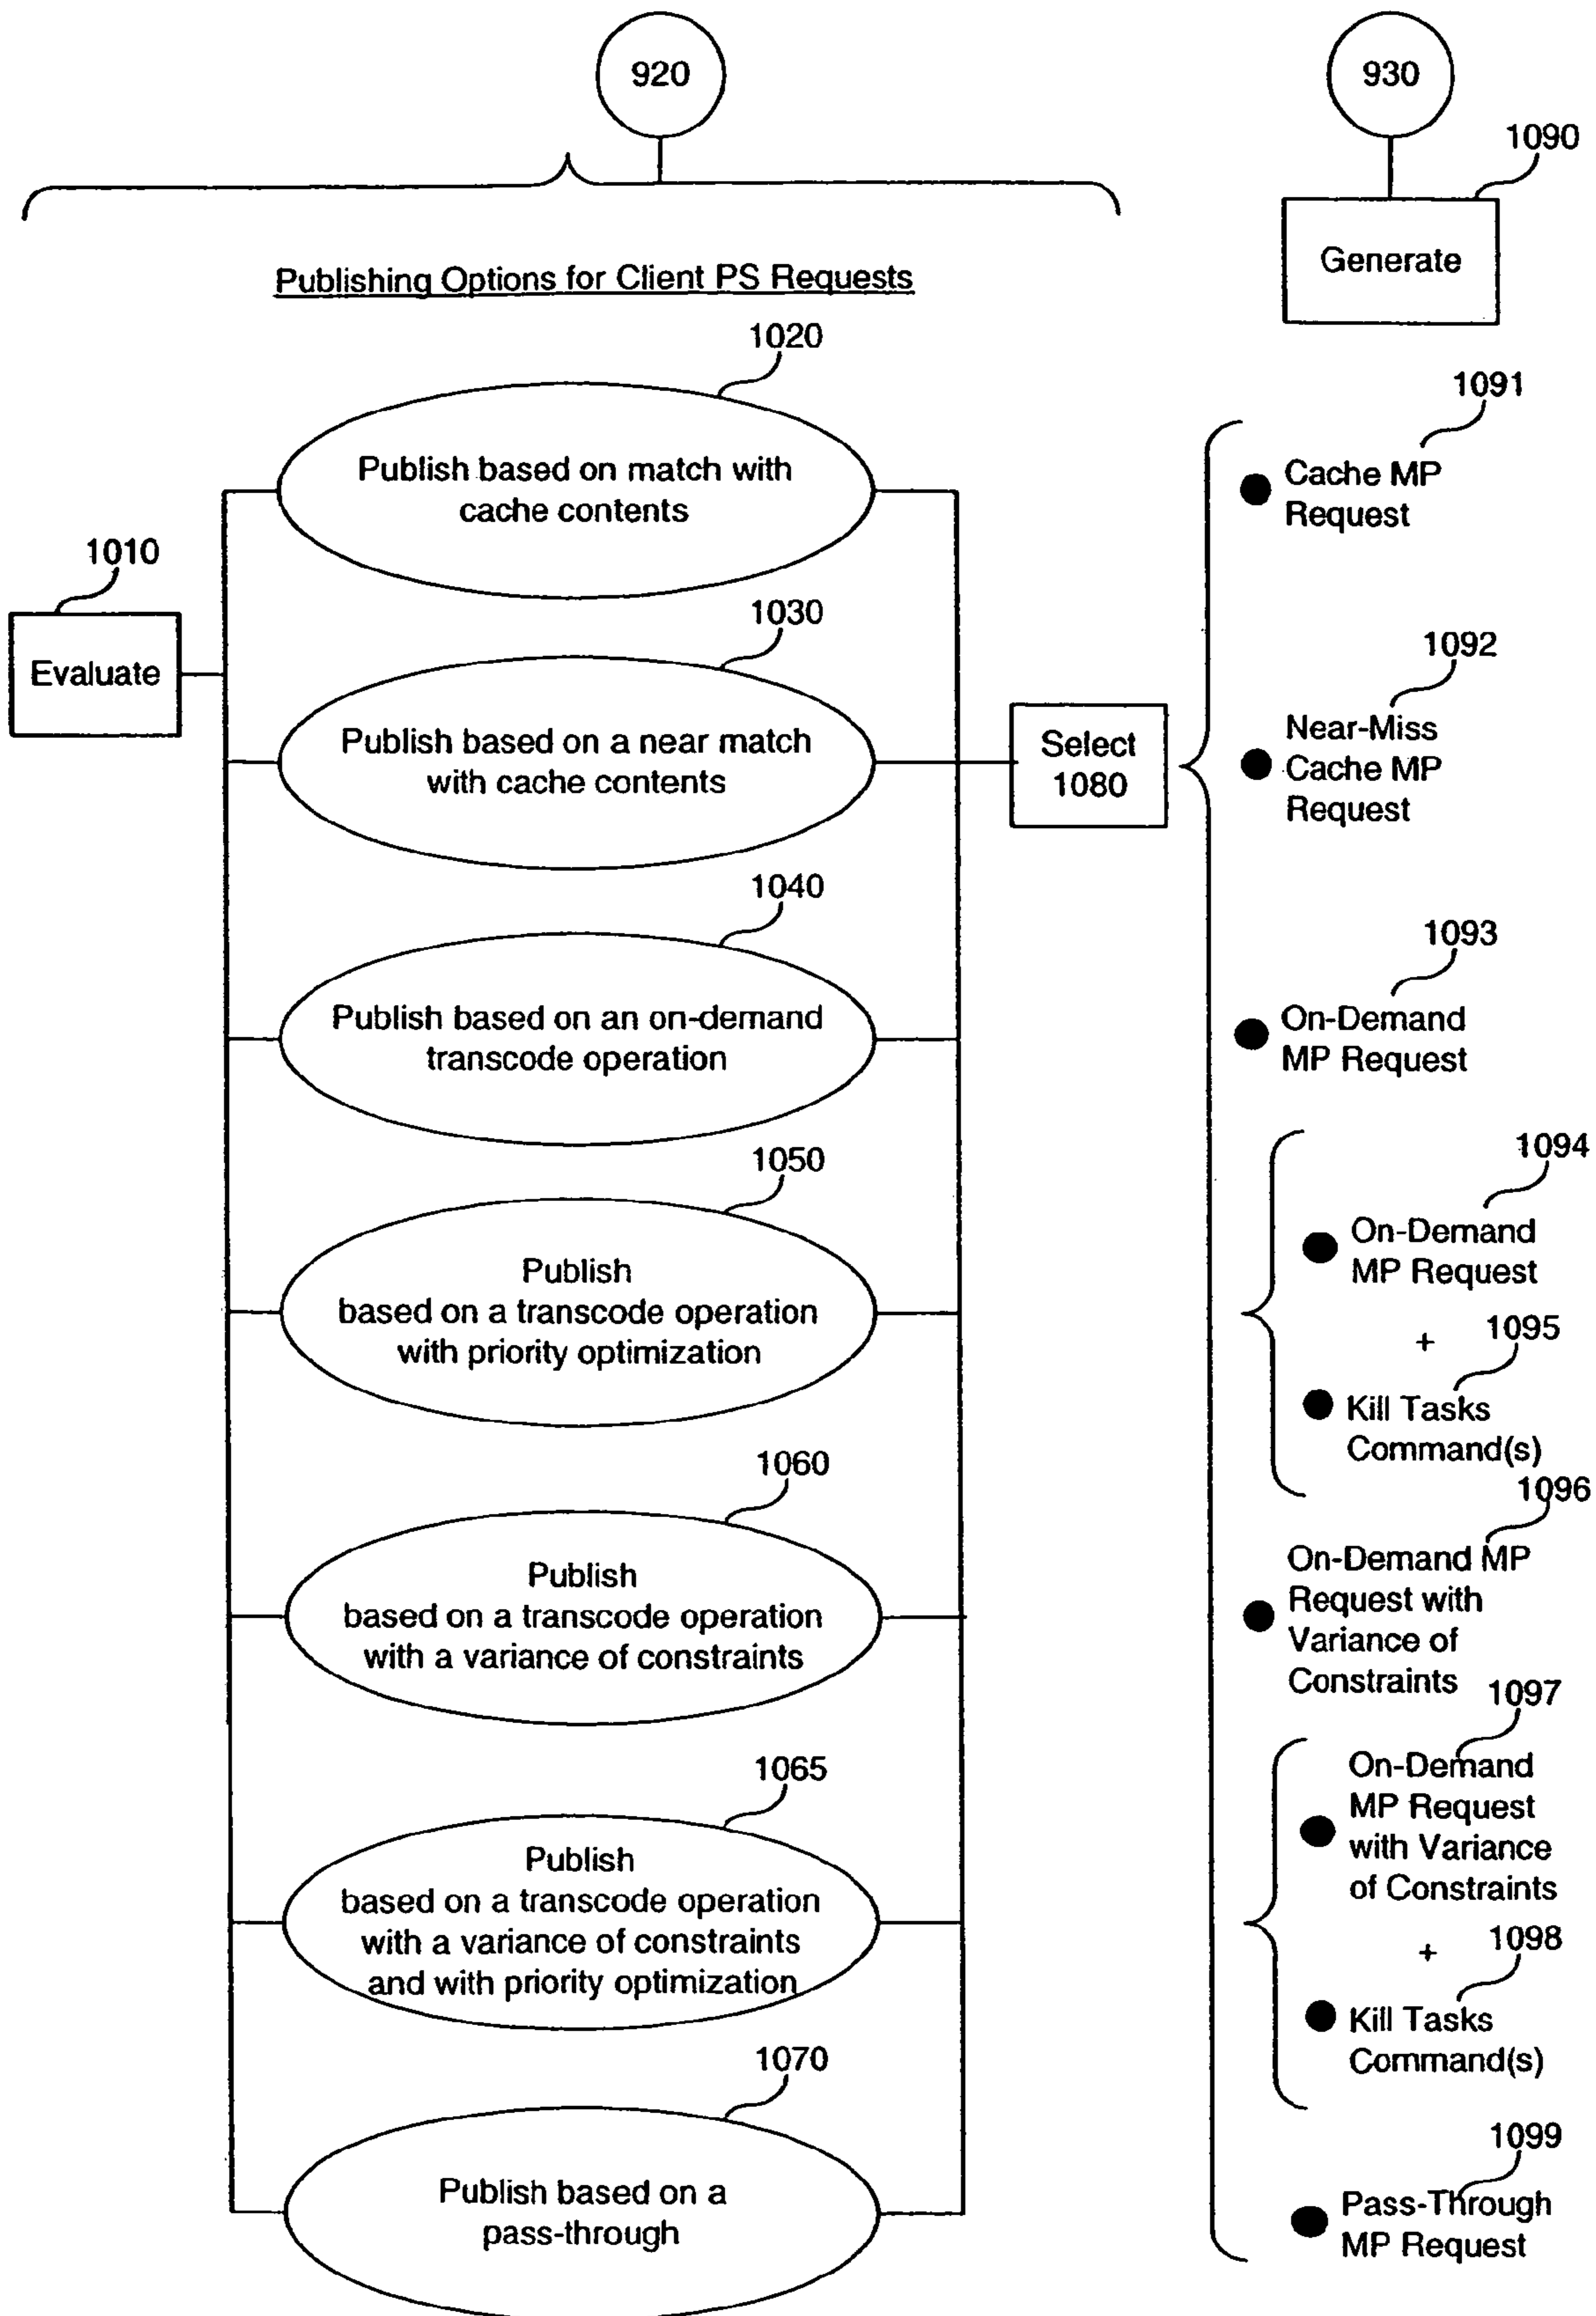 920
930
1090
Generate
Publishing Options for Client PS Requests
1020
Publish based on match with
cache contents
1010
Evaluate
1030
Publish based on a near match
with cache contents
1040
Publish based on an on-demand
transcode operation
1050
Publish
based on a transcode operation
with priority optimization
1060
Publish
based on a transcode operation
with a variance of constraints
1065
Publish
based on a transcode operation
with a variance of constraints
and with priority optimization
1070
Publish based on a
pass-through
Select
1080
1091
Cache MP
Request
1092
Near-Miss
Cache MP
Request
1093
On-Demand
MP Request
1094
On-Demand
MP Request
+
1095
Kill Tasks
Command(s)
1096
On-Demand MP
Request with
Variance of
Constraints
1097
On-Demand
MP Request
with Variance
of Constraints
+
1098
Kill Tasks
Command(s)
1099
Pass-Through
MP Request